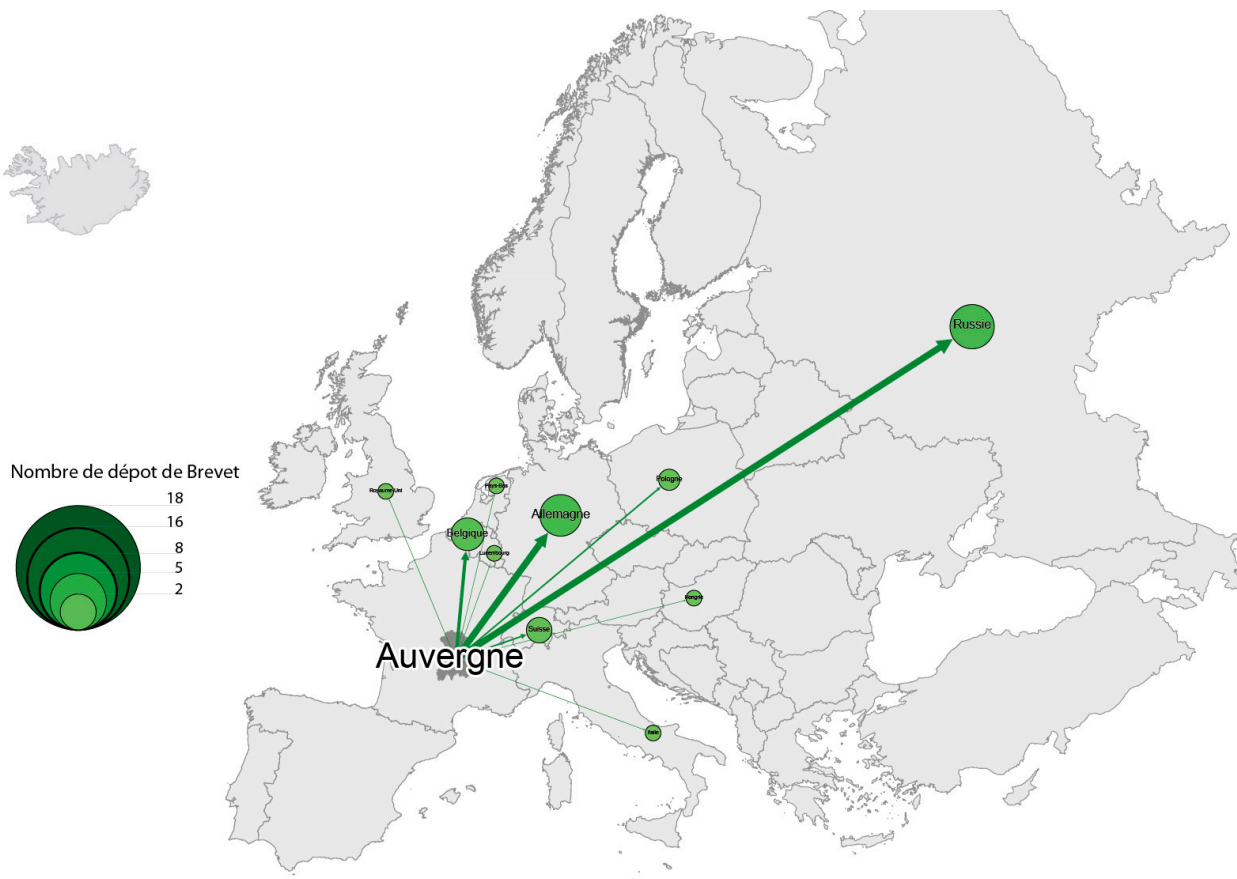 Russie
Nombre de dépot de Brevet
18
16
8
5
2
Royaume-Uni
Pays-Bas
Pologne
Allemagne
Belgique
Luxembourg
Hongrie
Suisse
Auvergne
Italie